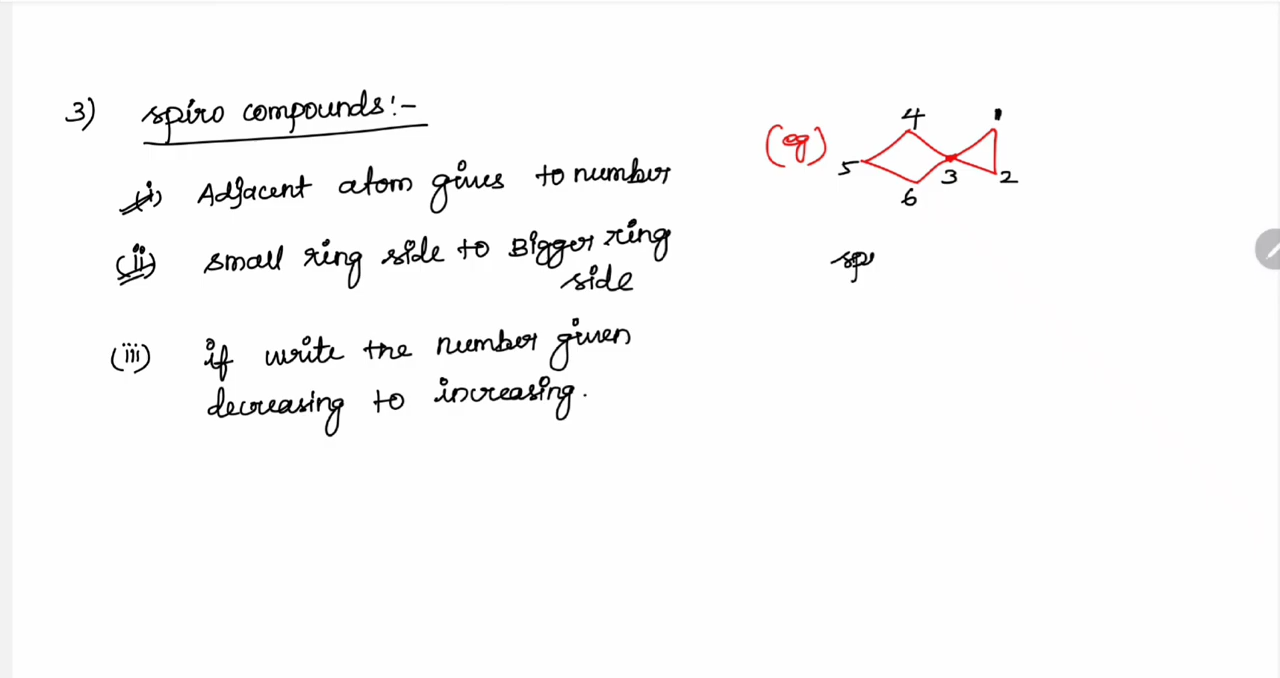 3) spiro compounds:-
(i) Adjacent atom gives to number
(ii) small ring side to Bigger ring
side
(iii) if write the number given
decreasing to increasing.
(eg)
4 1
5 3 2
6
sp